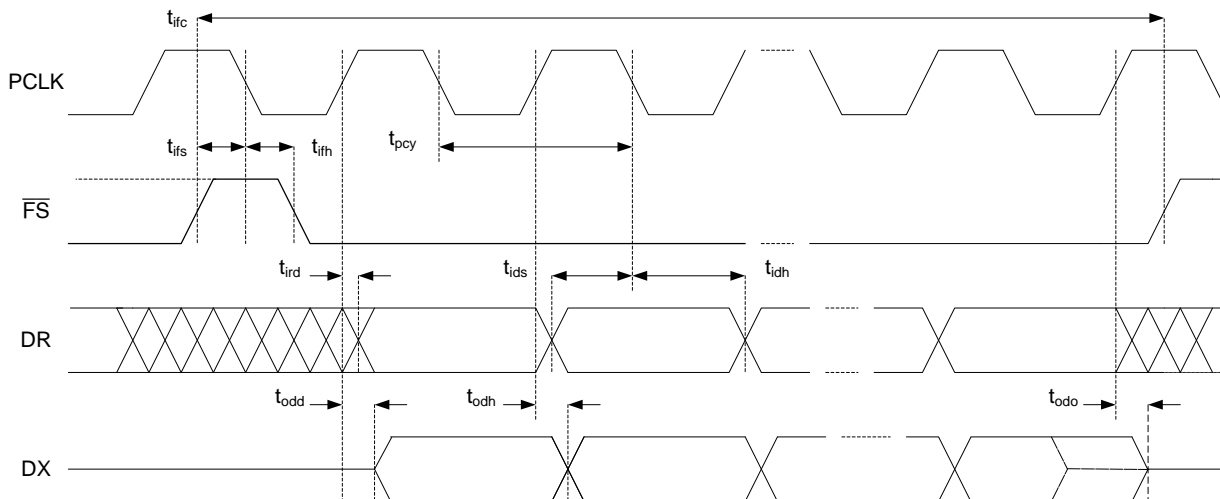 tifc
PCLK
tifs
tifh
tpcy
FS
tird
tids
tidh
DR
todd
todh
todo
DX